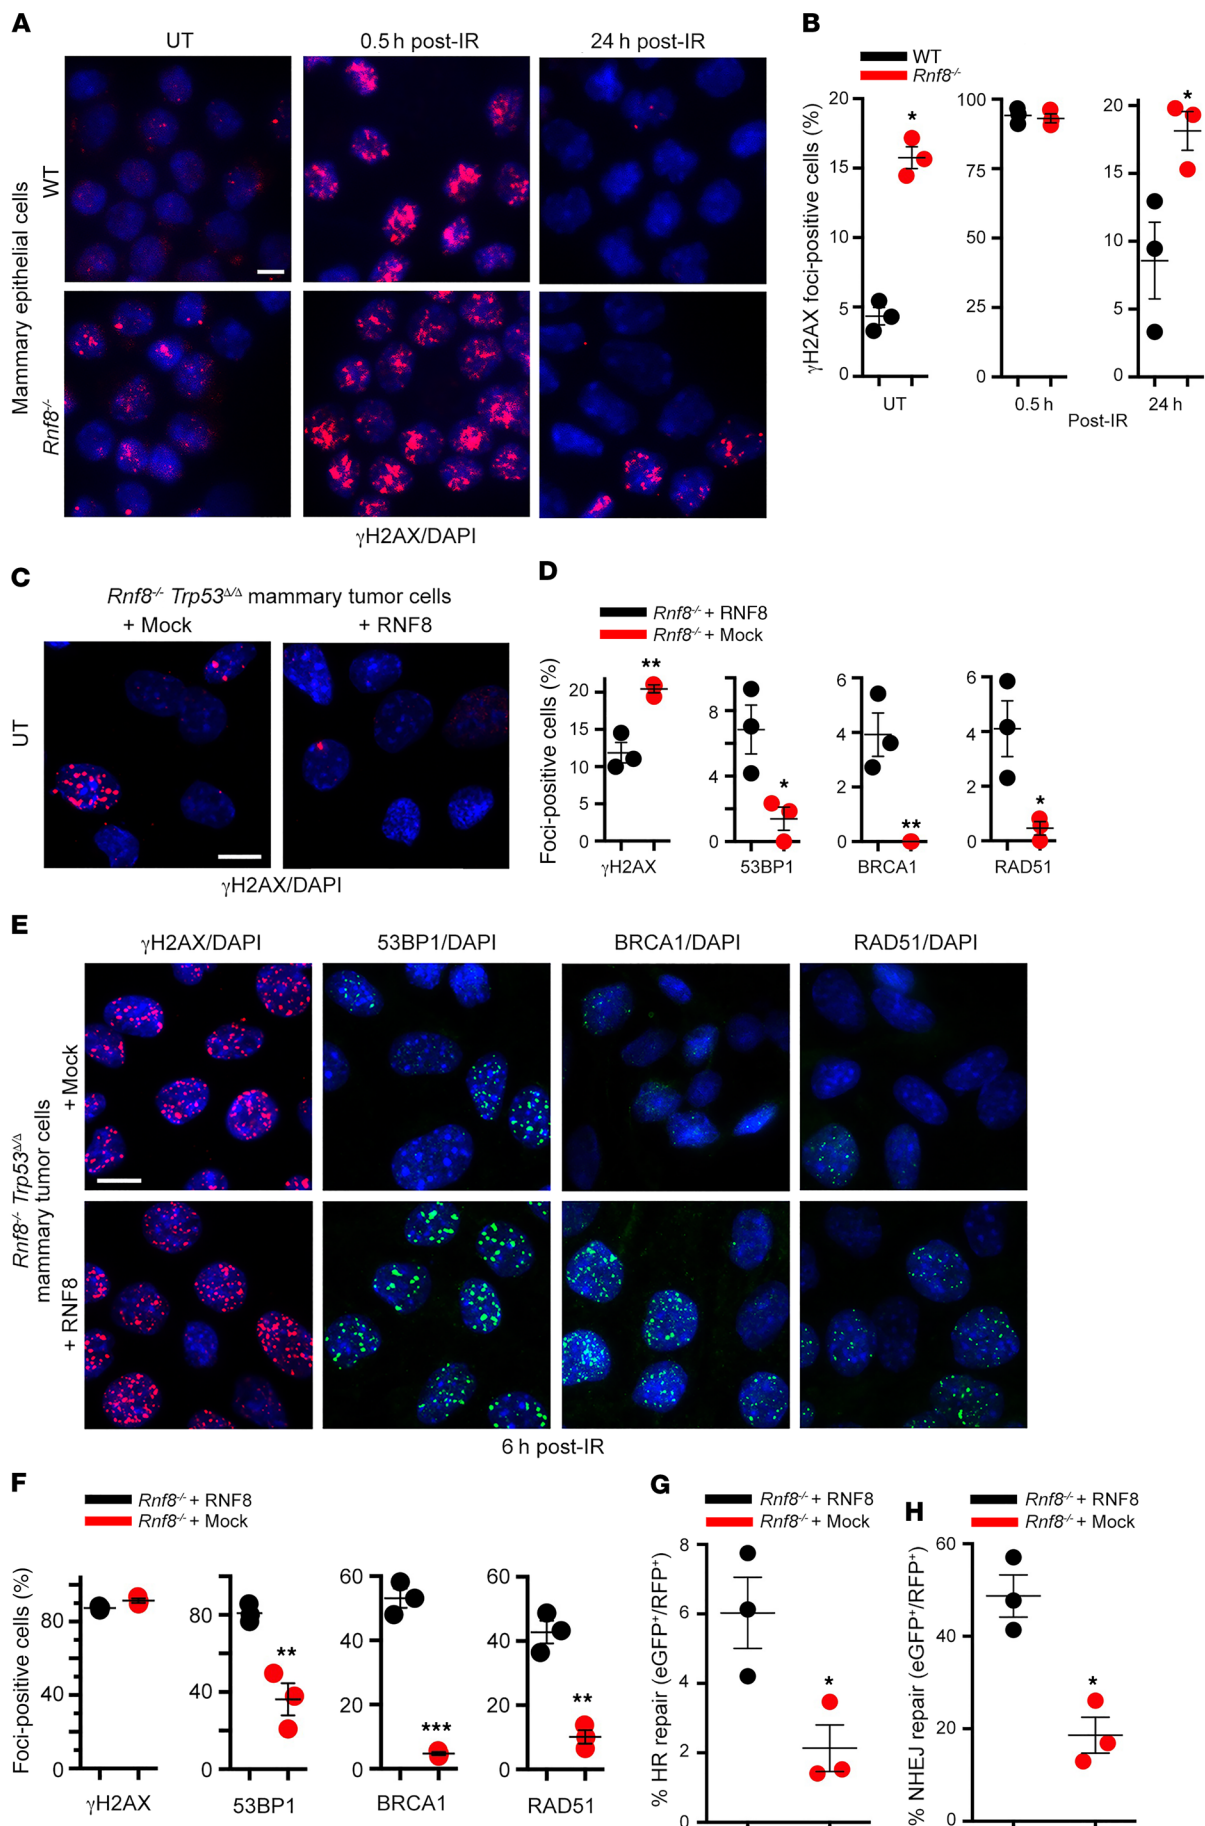 A
UT
0.5 h post-IR
24 h post-IR
Mammary epithelial cells
WT
Rnf8-/-
γH2AX/DAPI
B
WT
Rnf8-/-
γH2AX foci-positive cells (%)
20
15
10
5
0
*
UT
100
75
50
25
0
0.5 h
20
15
10
5
0
*
24 h
Post-IR
C
Rnf8-/- Trp53Δ/Δ mammary tumor cells
+ Mock
+ RNF8
UT
γH2AX/DAPI
D
Rnf8-/- + RNF8
Rnf8-/- + Mock
Foci-positive cells (%)
20
15
10
5
0
**
γH2AX
8
4
0
*
53BP1
6
4
2
0
**
BRCA1
6
4
2
0
*
RAD51
E
γH2AX/DAPI
53BP1/DAPI
BRCA1/DAPI
RAD51/DAPI
Rnf8-/- Trp53Δ/Δ
mammary tumor cells
+ Mock
+ RNF8
6 h post-IR
F
Rnf8-/- + RNF8
Rnf8-/- + Mock
Foci-positive cells (%)
80
40
0
γH2AX
80
40
0
**
53BP1
60
40
20
0
***
BRCA1
60
40
20
0
**
RAD51
G
Rnf8-/- + RNF8
Rnf8-/- + Mock
% HR repair (eGFP+/RFP+)
8
6
4
2
0
*
H
Rnf8-/- + RNF8
Rnf8-/- + Mock
% NHEJ repair (eGFP+/RFP+)
60
40
20
0
*